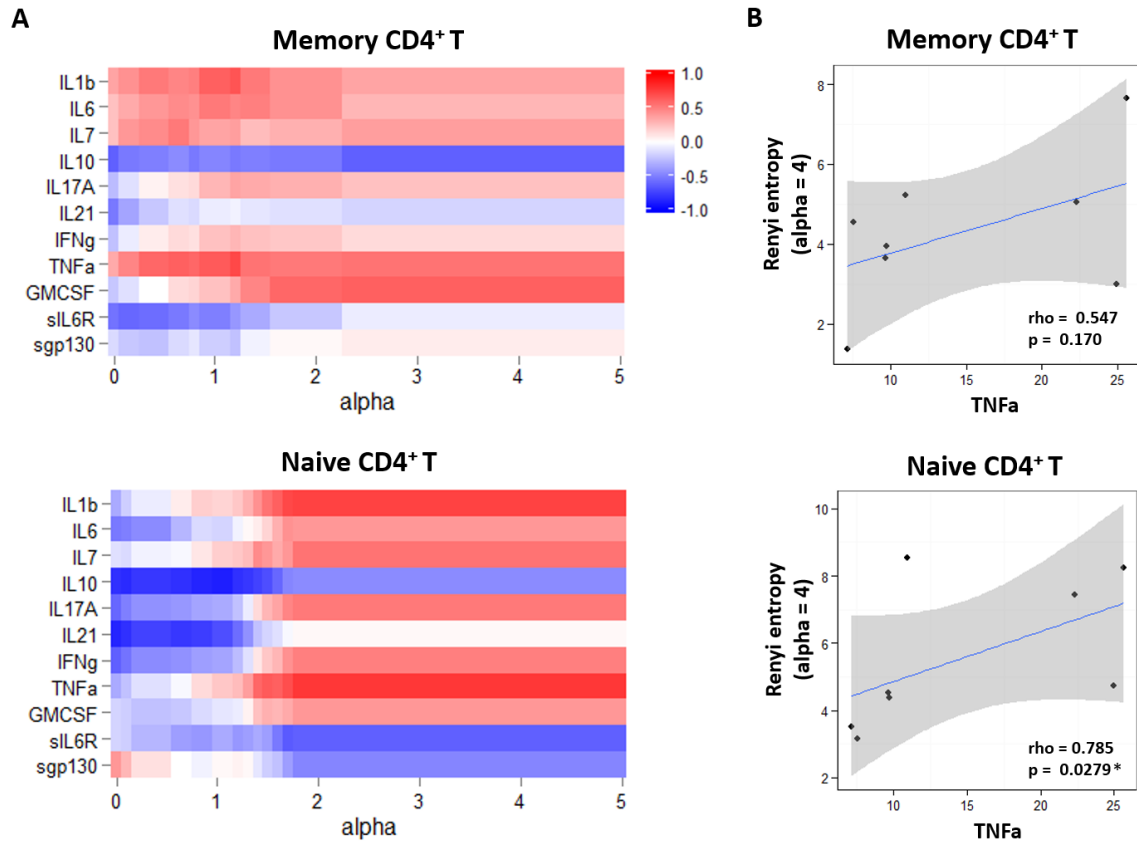 A
Memory CD4+ T
IL1b
IL6
IL7
IL10
IL17A
IL21
IFNg
TNFa
GMCSF
sIL6R
sgp130
0 1 2 3 4 5
alpha
1.0
0.5
0.0
-0.5
-1.0
B
Memory CD4+ T
Renyi entropy
(alpha = 4)
8
6
4
2
rho = 0.547
p = 0.170
10 15 20 25
TNFa
Naive CD4+ T
IL1b
IL6
IL7
IL10
IL17A
IL21
IFNg
TNFa
GMCSF
sIL6R
sgp130
0 1 2 3 4 5
alpha
Naive CD4+ T
Renyi entropy
(alpha = 4)
10
8
6
4
2
rho = 0.785
p = 0.0279 *
10 15 20 25
TNFa